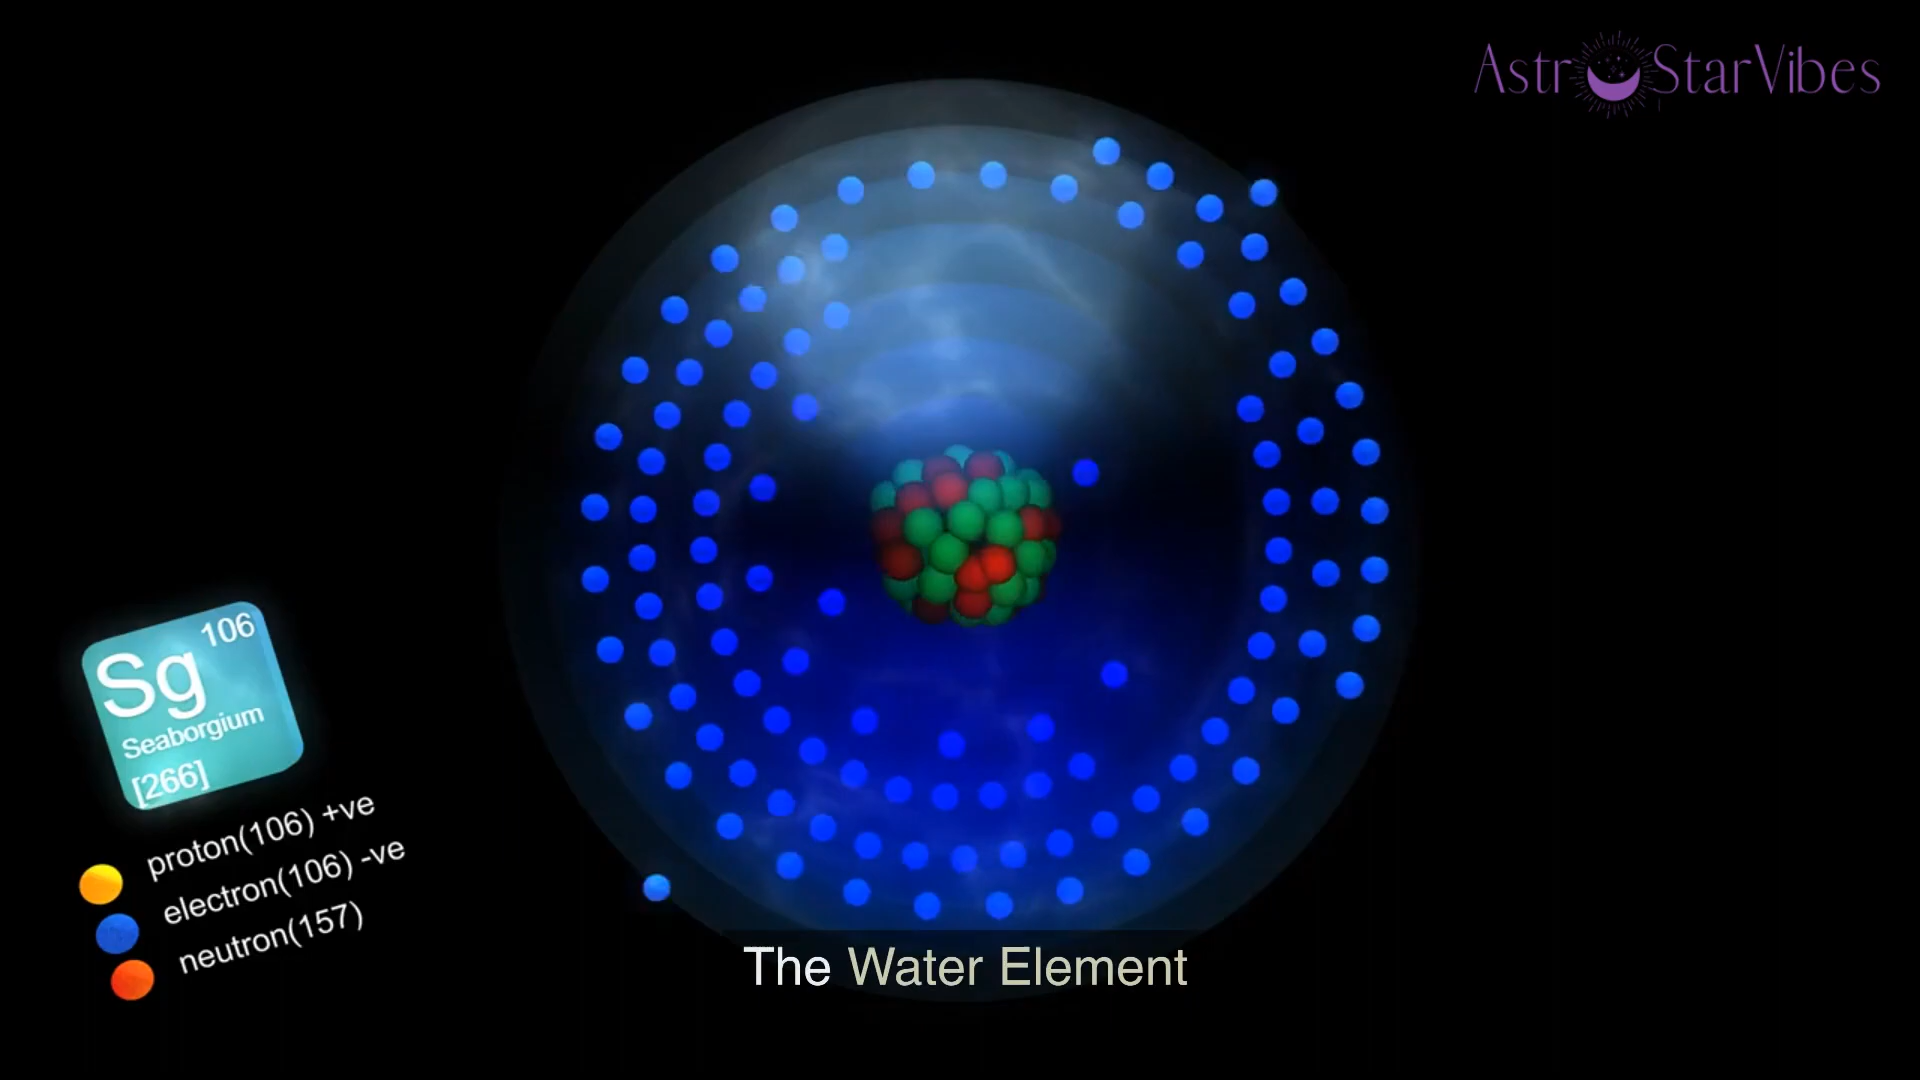 AstroStarVibes
106
Sg
Seaborgium
[266]
proton(106) +ve
electron(106) -ve
neutron(157)
The Water Element